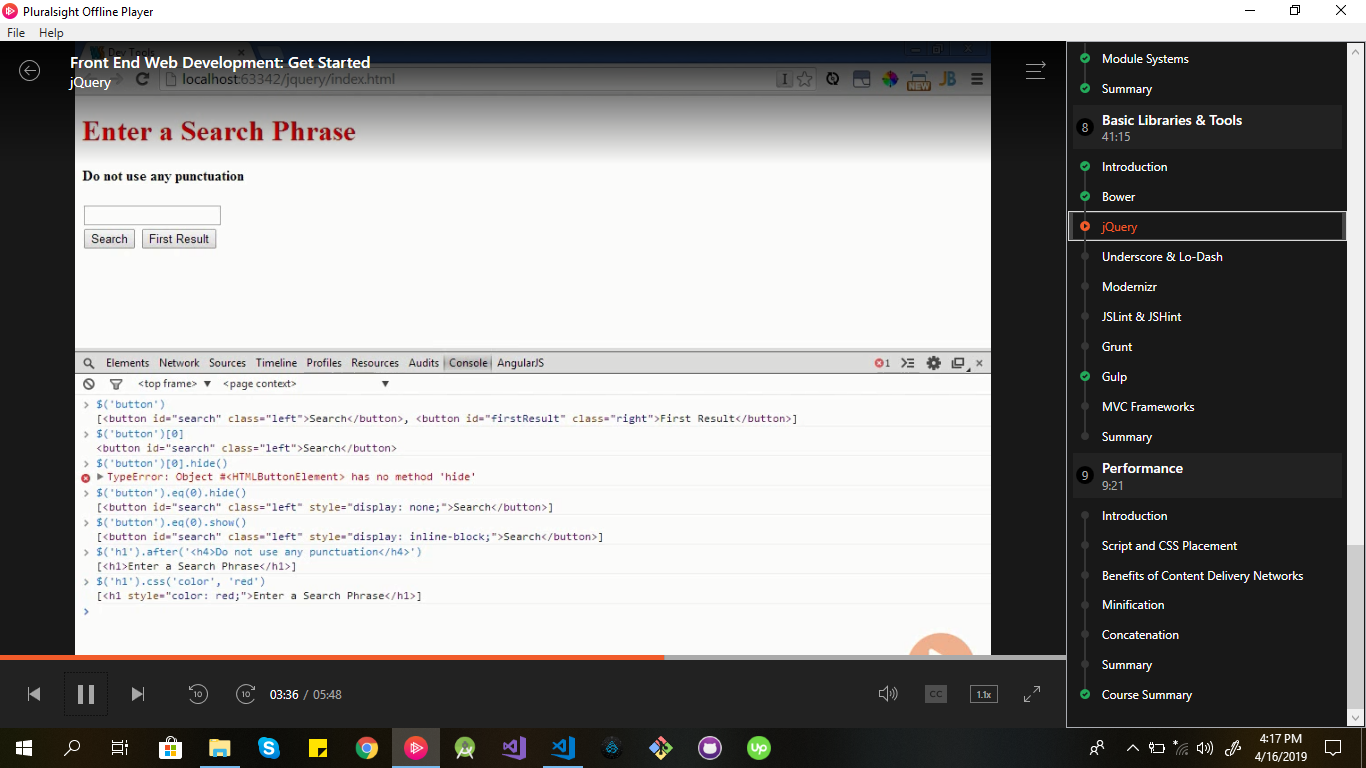 Pluralsight Offline Player
File Help
Dev Tools
Front End Web Development: Get Started
jQuery
localhost:63342/jquery/index.html
NEW
JB
Enter a Search Phrase
Do not use any punctuation
Search First Result
Elements Network Sources Timeline Profiles Resources Audits Console AngularJS
1
<top frame> ▼ <page context> ▼
> $('button')
[<button id="search" class="left">Search</button>, <button id="firstResult" class="right">First Result</button>]
> $('button')[0]
<button id="search" class="left">Search</button>
> $('button')[0].hide()
▶ TypeError: Object #<HTMLButtonElement> has no method 'hide'
> $('button').eq(0).hide()
[<button id="search" class="left" style="display: none;">Search</button>]
> $('button').eq(0).show()
[<button id="search" class="left" style="display: inline-block;">Search</button>]
> $('h1').after('<h4>Do not use any punctuation</h4>')
[<h1>Enter a Search Phrase</h1>]
> $('h1').css('color', 'red')
[<h1 style="color: red;">Enter a Search Phrase</h1>]
>
10 10 03:36 / 05:48
CC 1.1x
Module Systems
Summary
8 Basic Libraries & Tools
41:15
Introduction
Bower
jQuery
Underscore & Lo-Dash
Modernizr
JSLint & JSHint
Grunt
Gulp
MVC Frameworks
Summary
9 Performance
9:21
Introduction
Script and CSS Placement
Benefits of Content Delivery Networks
Minification
Concatenation
Summary
Course Summary
Up
4:17 PM
4/16/2019